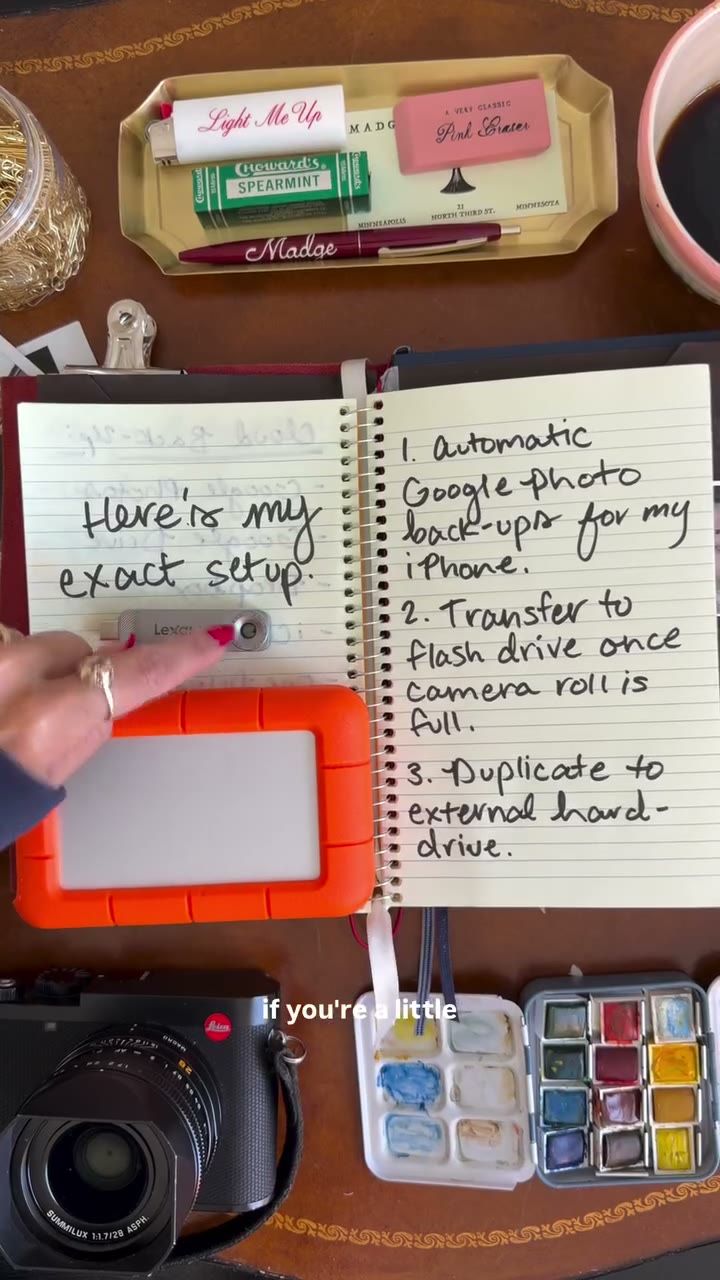 Light Me Up
MADG
A VERY CLASSIC
Pink Eraser
CHOWARD'S
SPEARMINT
MINNEAPOLIS
21
NORTH THIRD ST.
MINNESOTA
Madge
Here's my
exact setup.
Lexar
1. Automatic
Google photo
back-ups for my
iPhone.
2. Transfer to
flash drive once
camera roll is
full.
3. Duplicate to
external hard-
drive.
if you're a little
Leica
MACRO
SUMMILUX 1:1.7/28 ASPH.